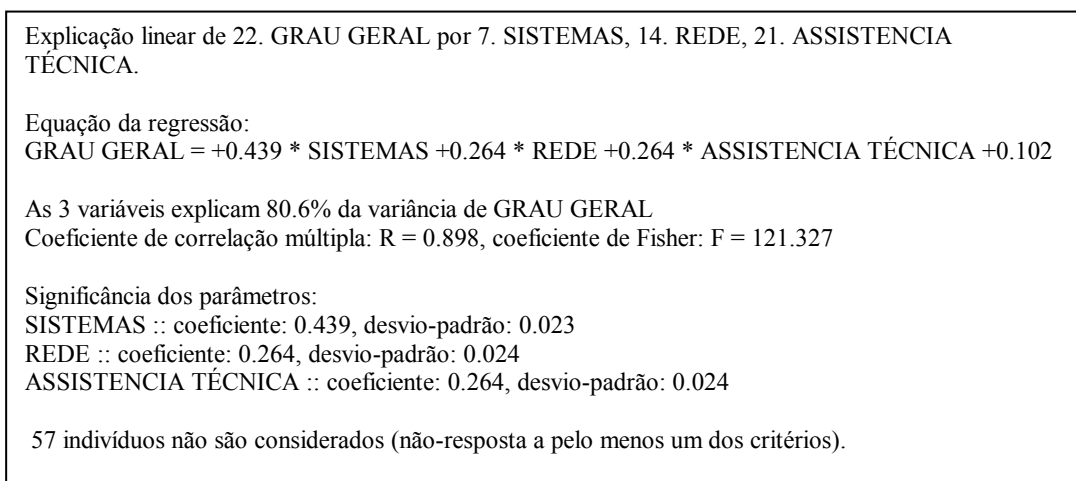 Explicação linear de 22. GRAU GERAL por 7. SISTEMAS, 14. REDE, 21. ASSISTENCIA
TÉCNICA.
Equação da regressão:
GRAU GERAL = +0.439 * SISTEMAS +0.264 * REDE +0.264 * ASSISTENCIA TÉCNICA +0.102
As 3 variáveis explicam 80.6% da variância de GRAU GERAL
Coeficiente de correlação múltipla: R = 0.898, coeficiente de Fisher: F = 121.327
Significância dos parâmetros:
SISTEMAS :: coeficiente: 0.439, desvio-padrão: 0.023
REDE :: coeficiente: 0.264, desvio-padrão: 0.024
ASSISTENCIA TÉCNICA :: coeficiente: 0.264, desvio-padrão: 0.024
57 indivíduos não são considerados (não-resposta a pelo menos um dos critérios).